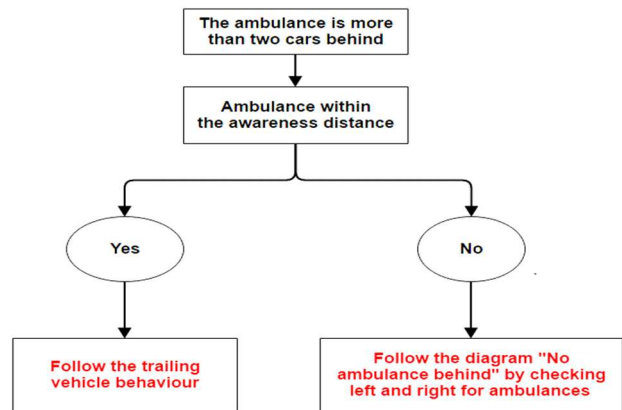 The ambulance is more
than two cars behind
Ambulance within
the awareness distance
Yes
No
Follow the trailing
vehicle behaviour
Follow the diagram "No
ambulance behind" by checking
left and right for ambulances